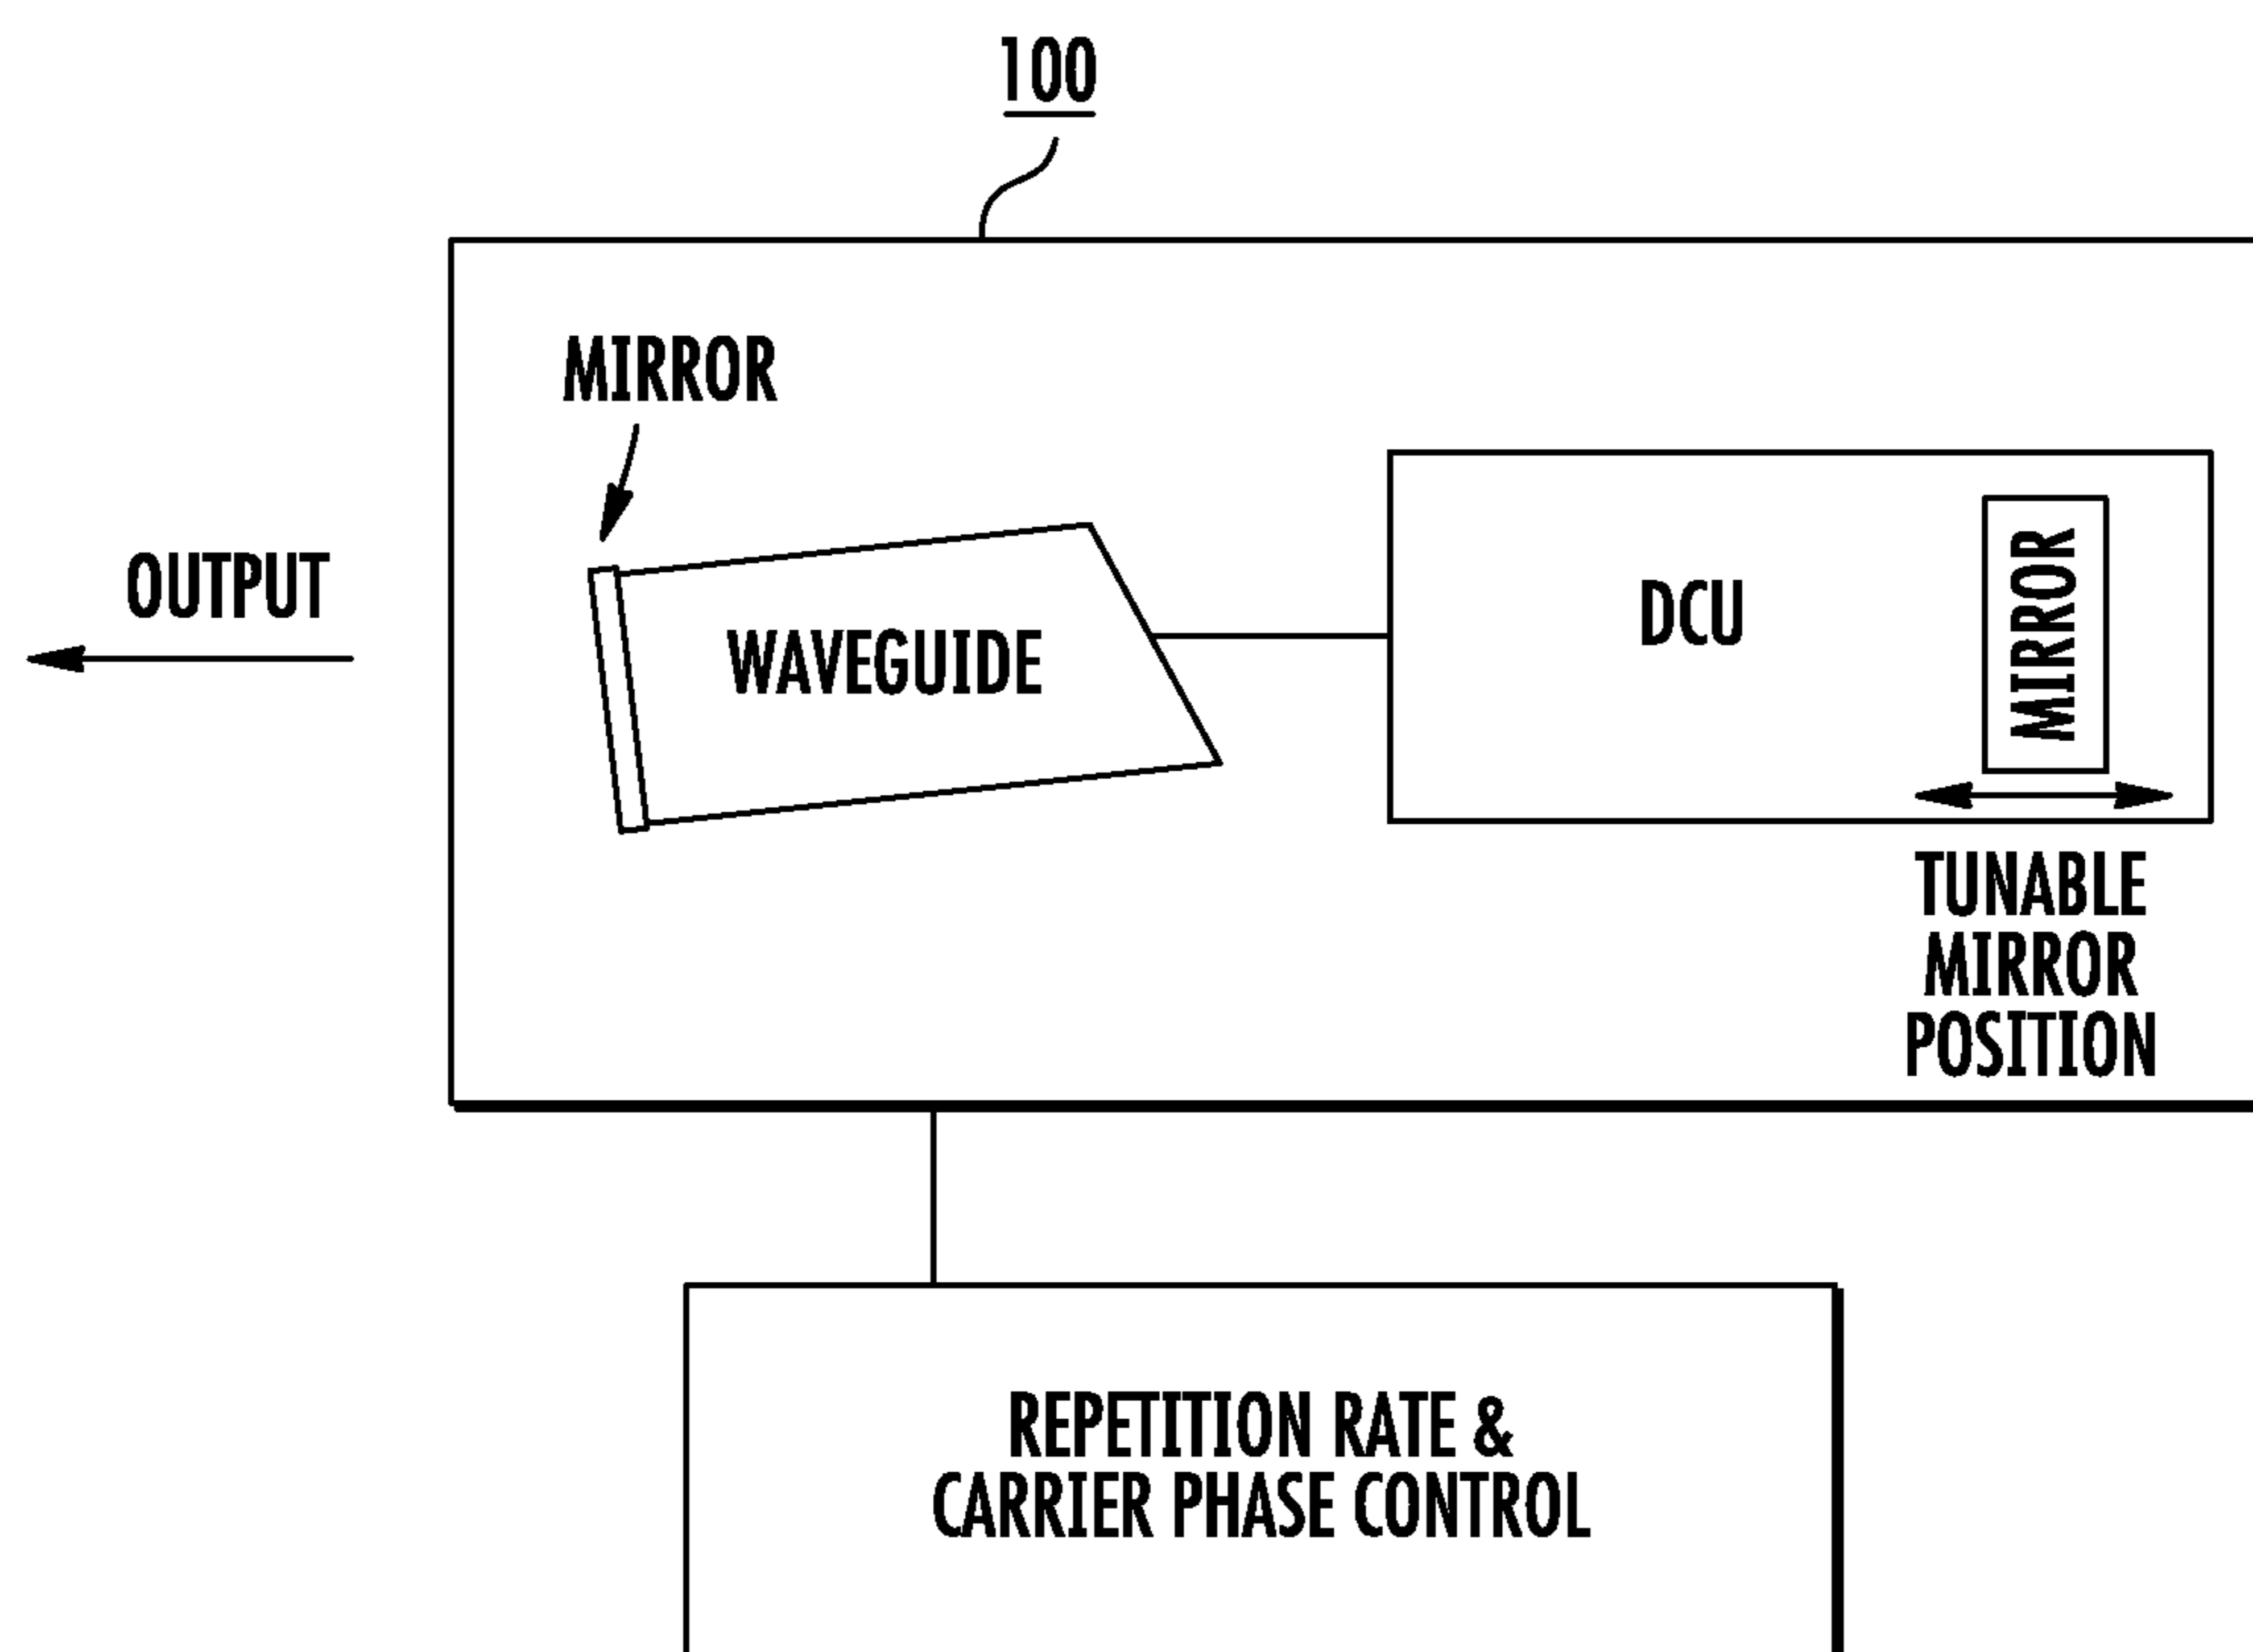 100
MIRROR
OUTPUT
WAVEGUIDE
DCU
MIRROR
TUNABLE
MIRROR
POSITION
REPETITION RATE &
CARRIER PHASE CONTROL